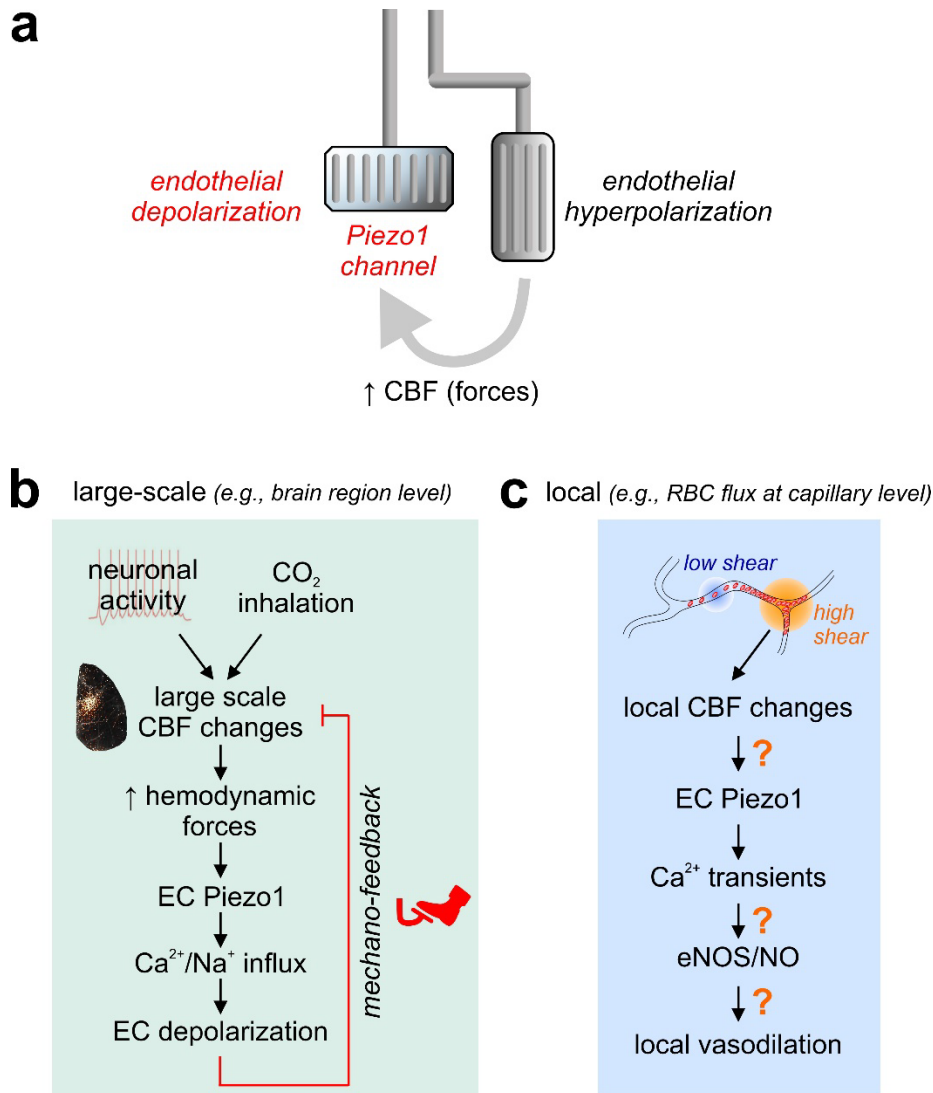 a
endothelial
depolarization
Piezo1
channel
endothelial
hyperpolarization
↑ CBF (forces)
b large-scale (e.g., brain region level)
neuronal
activity
CO₂
inhalation
large scale
CBF changes
↑ hemodynamic
forces
EC Piezo1
Ca²⁺/Na⁺ influx
EC depolarization
mechano-feedback
c local (e.g., RBC flux at capillary level)
low shear
high
shear
local CBF changes
?
EC Piezo1
Ca²⁺ transients
?
eNOS/NO
?
local vasodilation